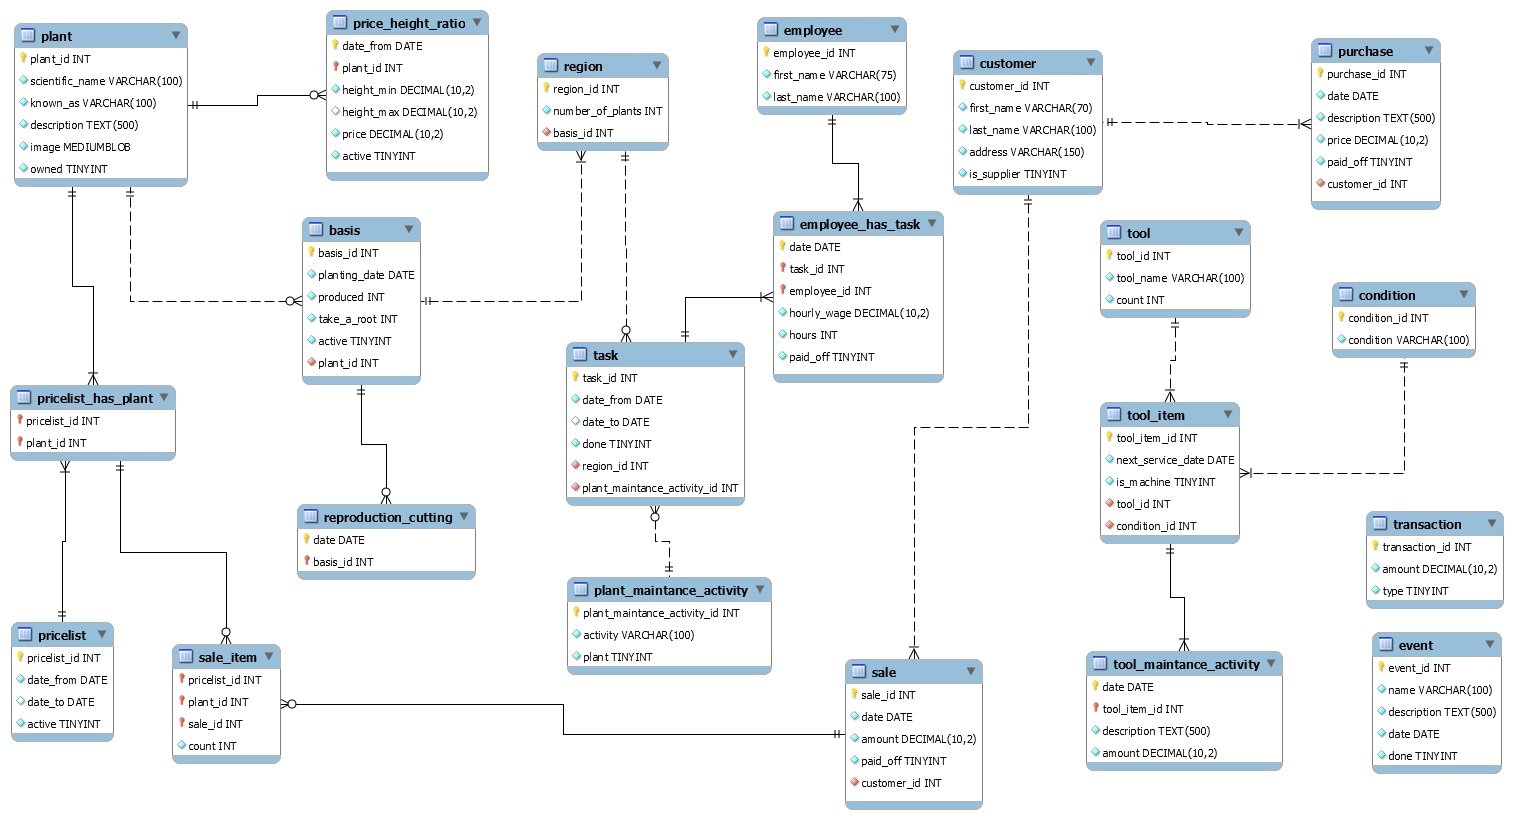 plant
plant_id INT
scientific_name VARCHAR(100)
known_as VARCHAR(100)
description TEXT(500)
image MEDIUMBLOB
owned TINYINT
price_height_ratio
date_from DATE
plant_id INT
height_min DECIMAL(10,2)
height_max DECIMAL(10,2)
price DECIMAL(10,2)
active TINYINT
region
region_id INT
number_of_plants INT
basis_id INT
employee
employee_id INT
first_name VARCHAR(75)
last_name VARCHAR(100)
customer
customer_id INT
first_name VARCHAR(70)
last_name VARCHAR(100)
address VARCHAR(150)
is_supplier TINYINT
purchase
purchase_id INT
date DATE
description TEXT(500)
price DECIMAL(10,2)
paid_off TINYINT
customer_id INT
basis
basis_id INT
planting_date DATE
produced INT
take_a_root INT
active TINYINT
plant_id INT
employee_has_task
date DATE
task_id INT
employee_id INT
hourly_wage DECIMAL(10,2)
hours INT
paid_off TINYINT
tool
tool_id INT
tool_name VARCHAR(100)
count INT
condition
condition_id INT
condition VARCHAR(100)
task
task_id INT
date_from DATE
date_to DATE
done TINYINT
region_id INT
plant_maintance_activity_id INT
pricelist_has_plant
pricelist_id INT
plant_id INT
tool_item
tool_item_id INT
next_service_date DATE
is_machine TINYINT
tool_id INT
condition_id INT
reproduction_cutting
date DATE
basis_id INT
transaction
transaction_id INT
amount DECIMAL(10,2)
type TINYINT
plant_maintance_activity
plant_maintance_activity_id INT
activity VARCHAR(100)
plant TINYINT
pricelist
pricelist_id INT
date_from DATE
date_to DATE
active TINYINT
sale_item
pricelist_id INT
plant_id INT
sale_id INT
count INT
sale
sale_id INT
date DATE
amount DECIMAL(10,2)
paid_off TINYINT
customer_id INT
tool_maintance_activity
date DATE
tool_item_id INT
description TEXT(500)
amount DECIMAL(10,2)
event
event_id INT
name VARCHAR(100)
description TEXT(500)
date DATE
done TINYINT